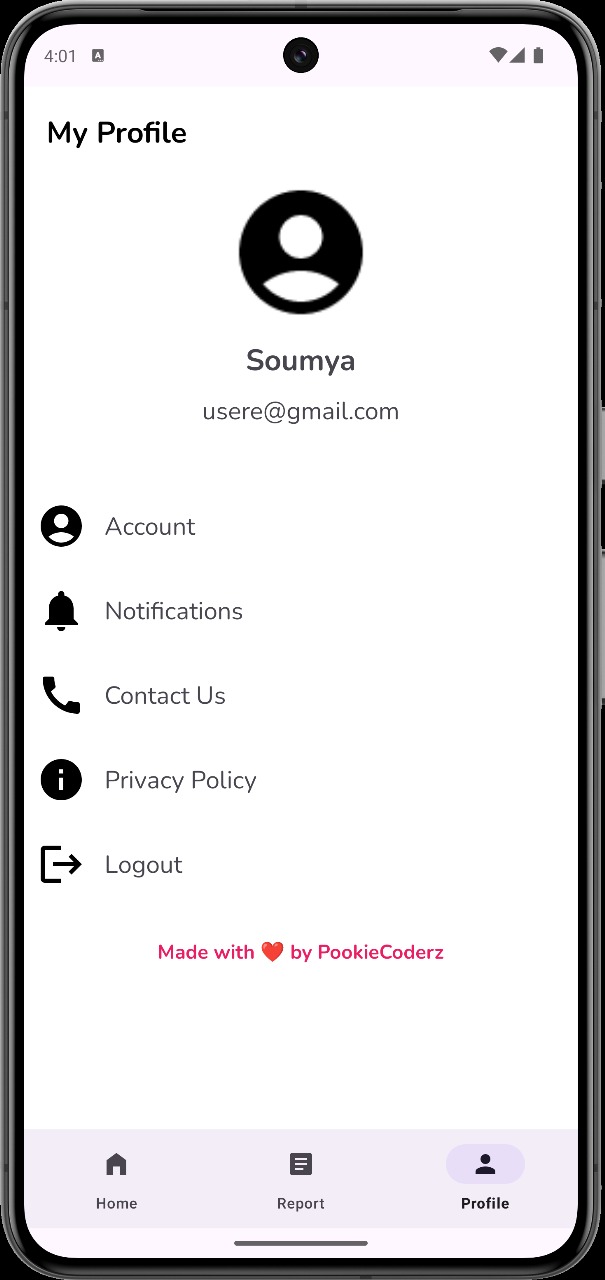 4:01
My Profile
Soumya
usere@gmail.com
Account
Notifications
Contact Us
Privacy Policy
Logout
Made with ❤️ by PookieCoderz
Home Report Profile